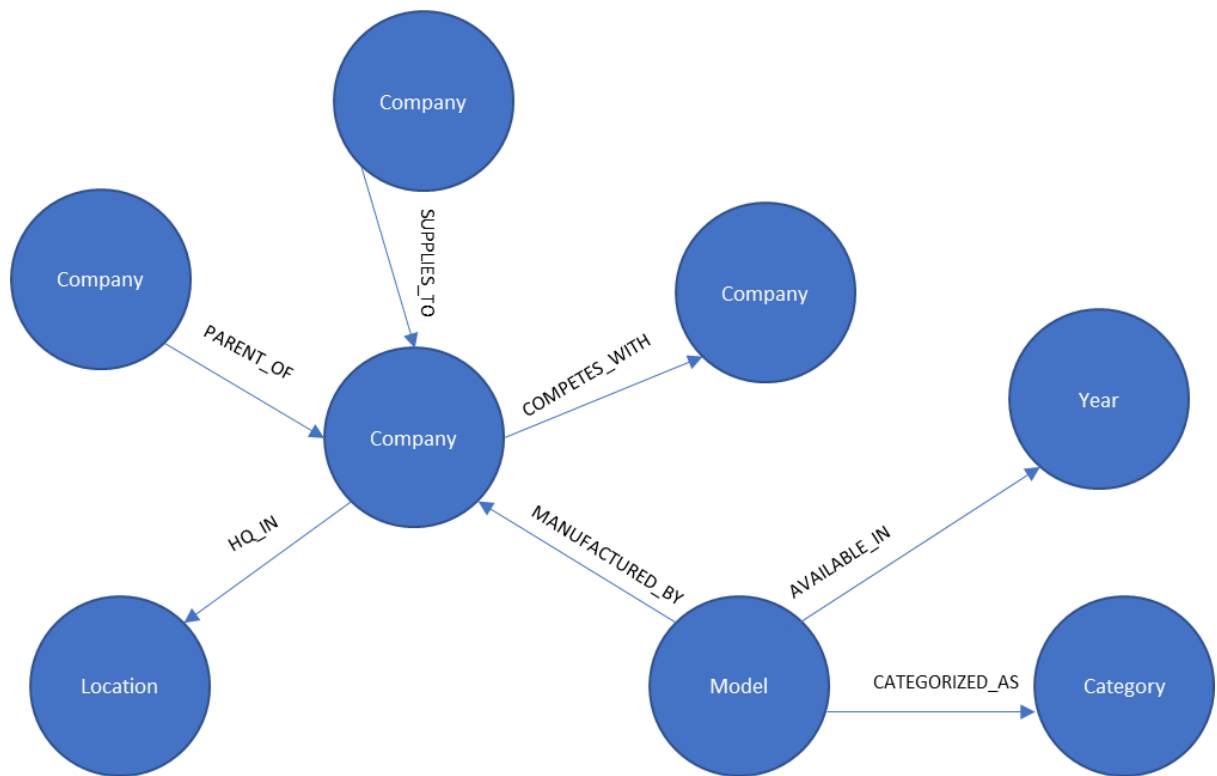 Company
Company
SUPPLIES_TO
Company
PARENT_OF
COMPETES_WITH
Company
Year
HQ_IN
MANUFACTURED_BY
AVAILABLE_IN
Location
Model
CATEGORIZED_AS
Category